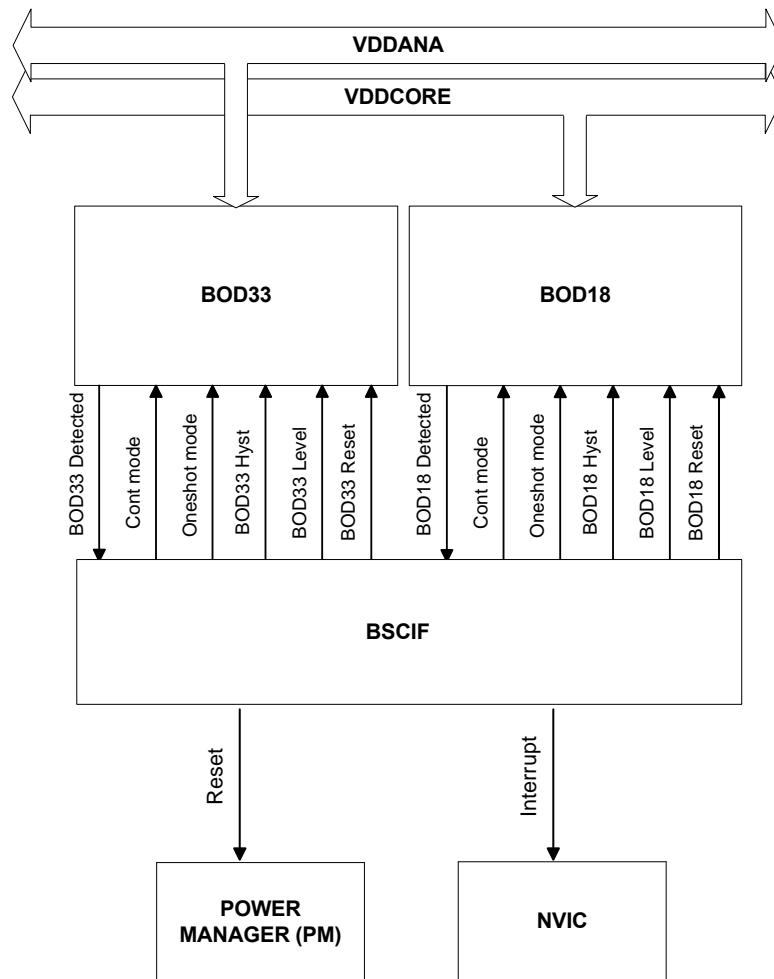 VDDANA
VDDCORE
BOD33
BOD18
BOD33 Detected
Cont mode
Oneshot mode
BOD33 Hyst
BOD33 Level
BOD33 Reset
BOD18 Detected
Cont mode
Oneshot mode
BOD18 Hyst
BOD18 Level
BOD18 Reset
BSCIF
Reset
Interrupt
POWER
MANAGER (PM)
NVIC